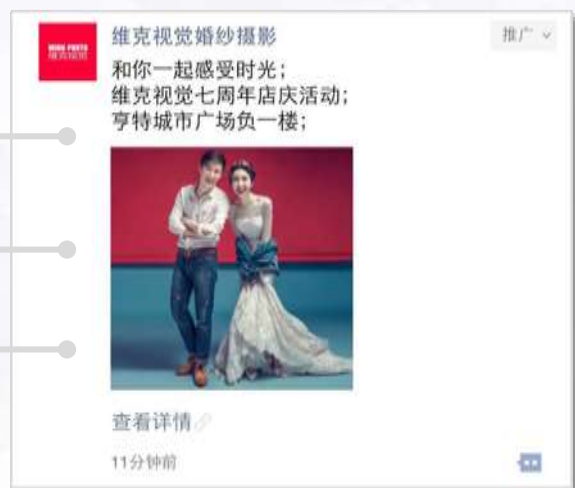 维克视觉婚纱摄影
推广
和你一起感受时光;
维克视觉七周年店庆活动;
亨特城市广场负一楼;
查看详情
11分钟前